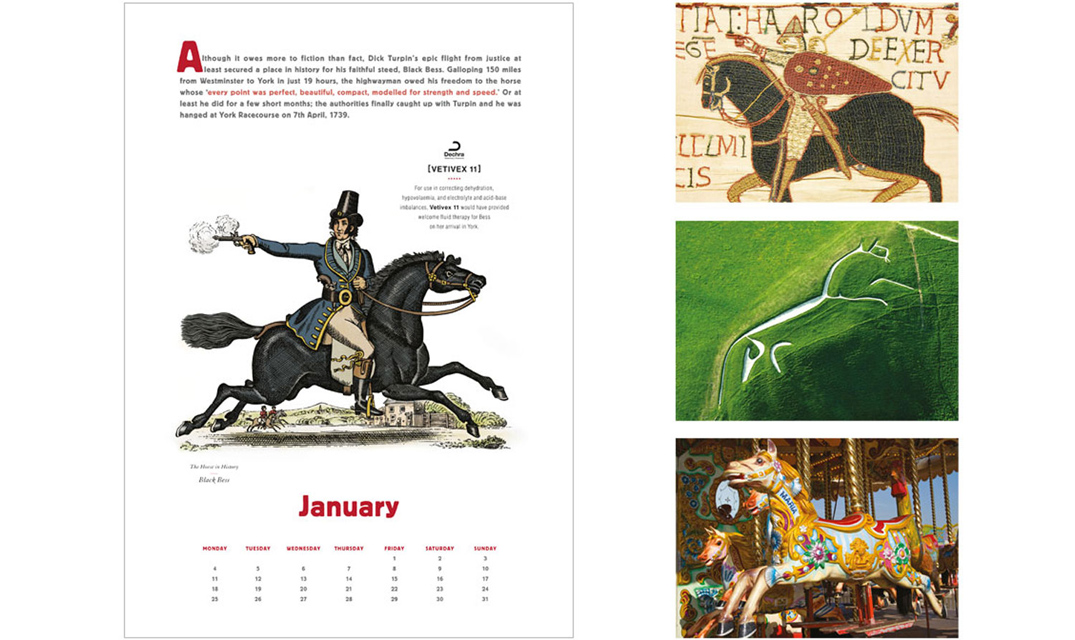 Although it owes more to fiction than fact, Dick Turpin's epic flight from justice at
least secured a place in history for his faithful steed, Black Bess. Galloping 150 miles
from Westminster to York in just 19 hours, the highwayman owed his freedom to the horse
whose 'every point was perfect, beautiful, compact, modelled for strength and speed.' Or at
least he did for a few short months; the authorities finally caught up with Turpin and he was
hanged at York Racecourse on 7th April, 1739.
Dechra
[VETIVEX 11]
For use in correcting dehydration,
hypovolaemia, and electrolyte and acid-base
imbalances, Vetivex 11 would have provided
welcome fluid therapy for Bess
on her arrival in York.
The Horse in History
Black Bess
January
MONDAY TUESDAY WEDNESDAY THURSDAY FRIDAY SATURDAY SUNDAY
1 2 3
4 5 6 7 8 9 10
11 12 13 14 15 16 17
18 19 20 21 22 23 24
25 26 27 28 29 30 31
TIAT:HARO LDVM
EGE DEEXER
CITV
LLELMI
CIS
MARIA